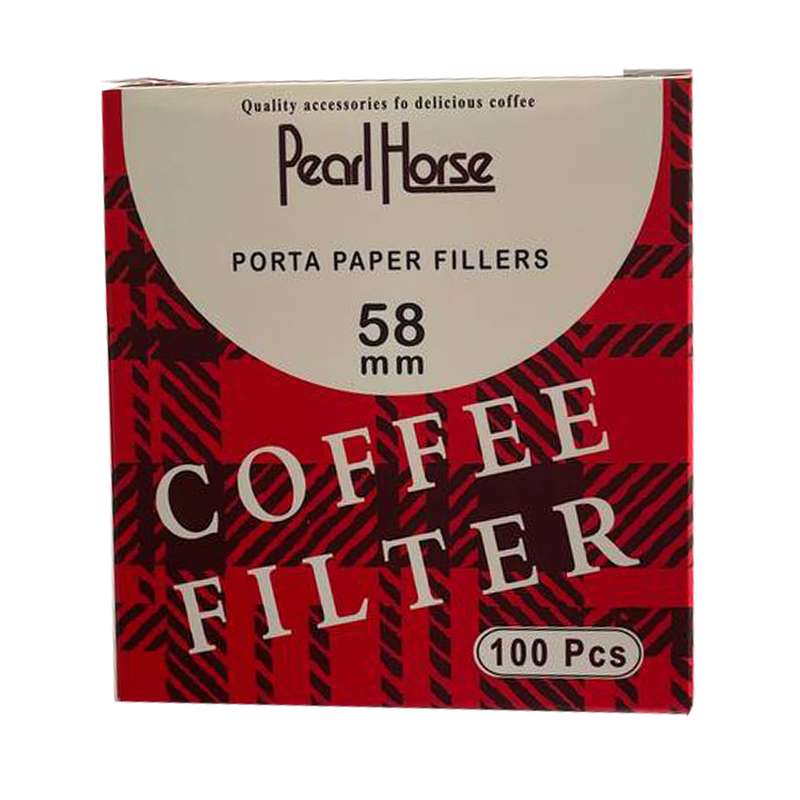 Quality accessories fo delicious coffee
Pearl Horse
PORTA PAPER FILLERS
58
mm
COFFEE
FILTER
100 Pcs